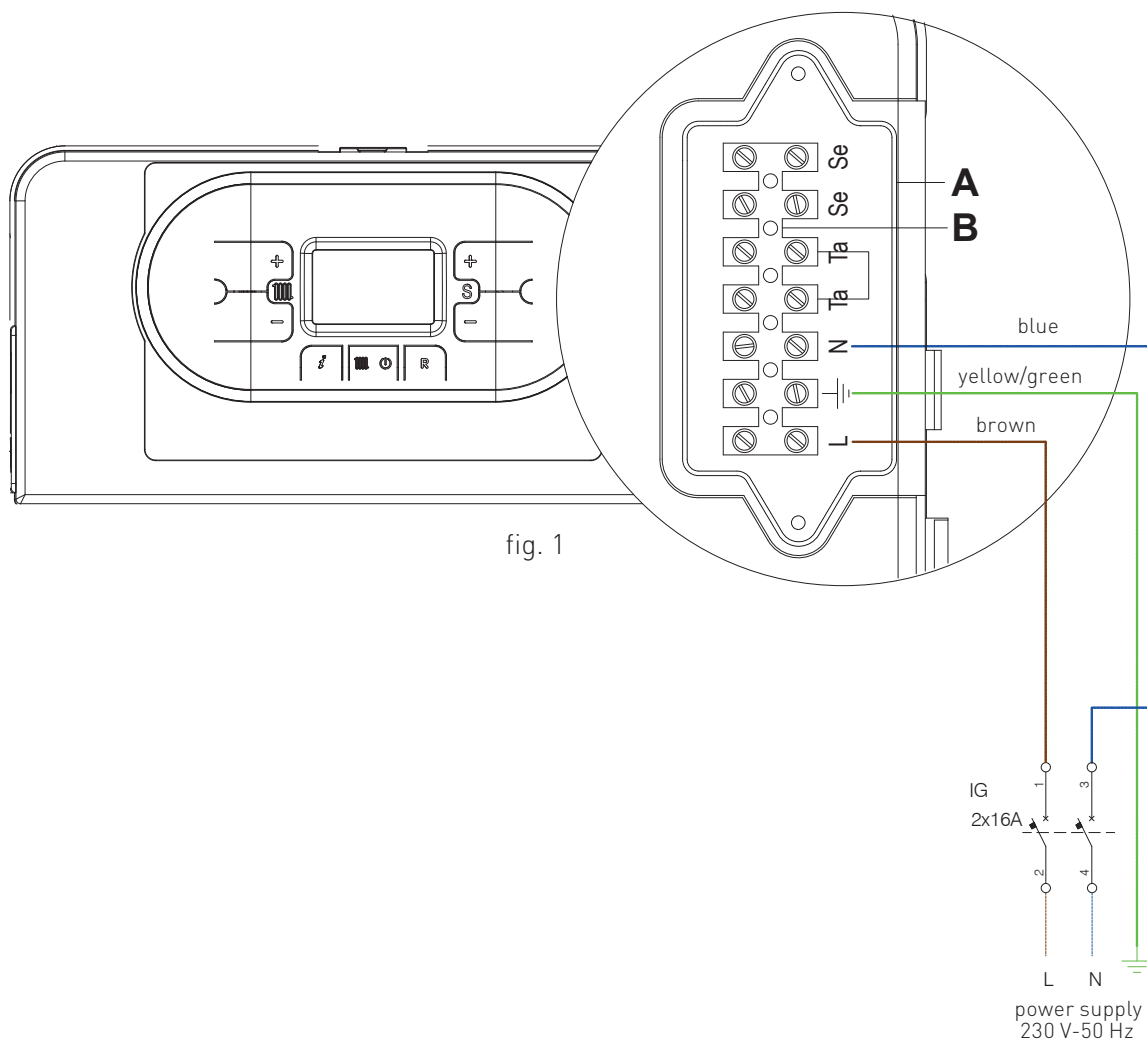 Se
A
Se
B
Ta
Ta
blue
N
yellow/green
brown
L
+
+
S
-
-
i
R
fig. 1
IG
2x16A
1
3
2
4
L N
power supply
230 V-50 Hz